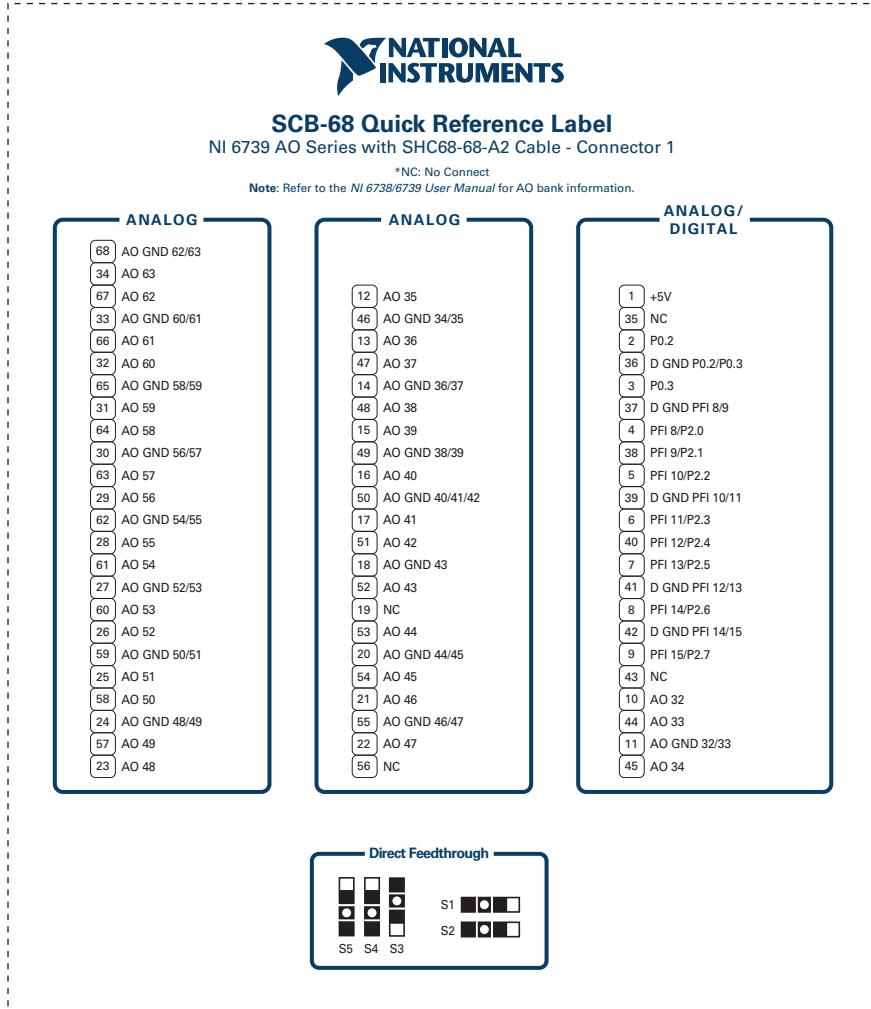 NATIONAL
INSTRUMENTS
SCB-68 Quick Reference Label
NI 6739 AO Series with SHC68-68-A2 Cable - Connector 1
*NC: No Connect
Note: Refer to the NI 6738/6739 User Manual for AO bank information.
ANALOG
68 AO GND 62/63
34 AO 63
67 AO 62
33 AO GND 60/61
66 AO 61
32 AO 60
65 AO GND 58/59
31 AO 59
64 AO 58
30 AO GND 56/57
63 AO 57
29 AO 56
62 AO GND 54/55
28 AO 55
61 AO 54
27 AO GND 52/53
60 AO 53
26 AO 52
59 AO GND 50/51
25 AO 51
58 AO 50
24 AO GND 48/49
57 AO 49
23 AO 48
ANALOG
12 AO 35
46 AO GND 34/35
13 AO 36
47 AO 37
14 AO GND 36/37
48 AO 38
15 AO 39
49 AO GND 38/39
16 AO 40
50 AO GND 40/41/42
17 AO 41
51 AO 42
18 AO GND 43
52 AO 43
19 NC
53 AO 44
20 AO GND 44/45
54 AO 45
21 AO 46
55 AO GND 46/47
22 AO 47
56 NC
ANALOG/
DIGITAL
1 +5V
35 NC
2 P0.2
36 D GND P0.2/P0.3
3 P0.3
37 D GND PFI 8/9
4 PFI 8/P2.0
38 PFI 9/P2.1
5 PFI 10/P2.2
39 D GND PFI 10/11
6 PFI 11/P2.3
40 PFI 12/P2.4
7 PFI 13/P2.5
41 D GND PFI 12/13
8 PFI 14/P2.6
42 D GND PFI 14/15
9 PFI 15/P2.7
43 NC
10 AO 32
44 AO 33
11 AO GND 32/33
45 AO 34
Direct Feedthrough
S5 S4 S3
S1
S2